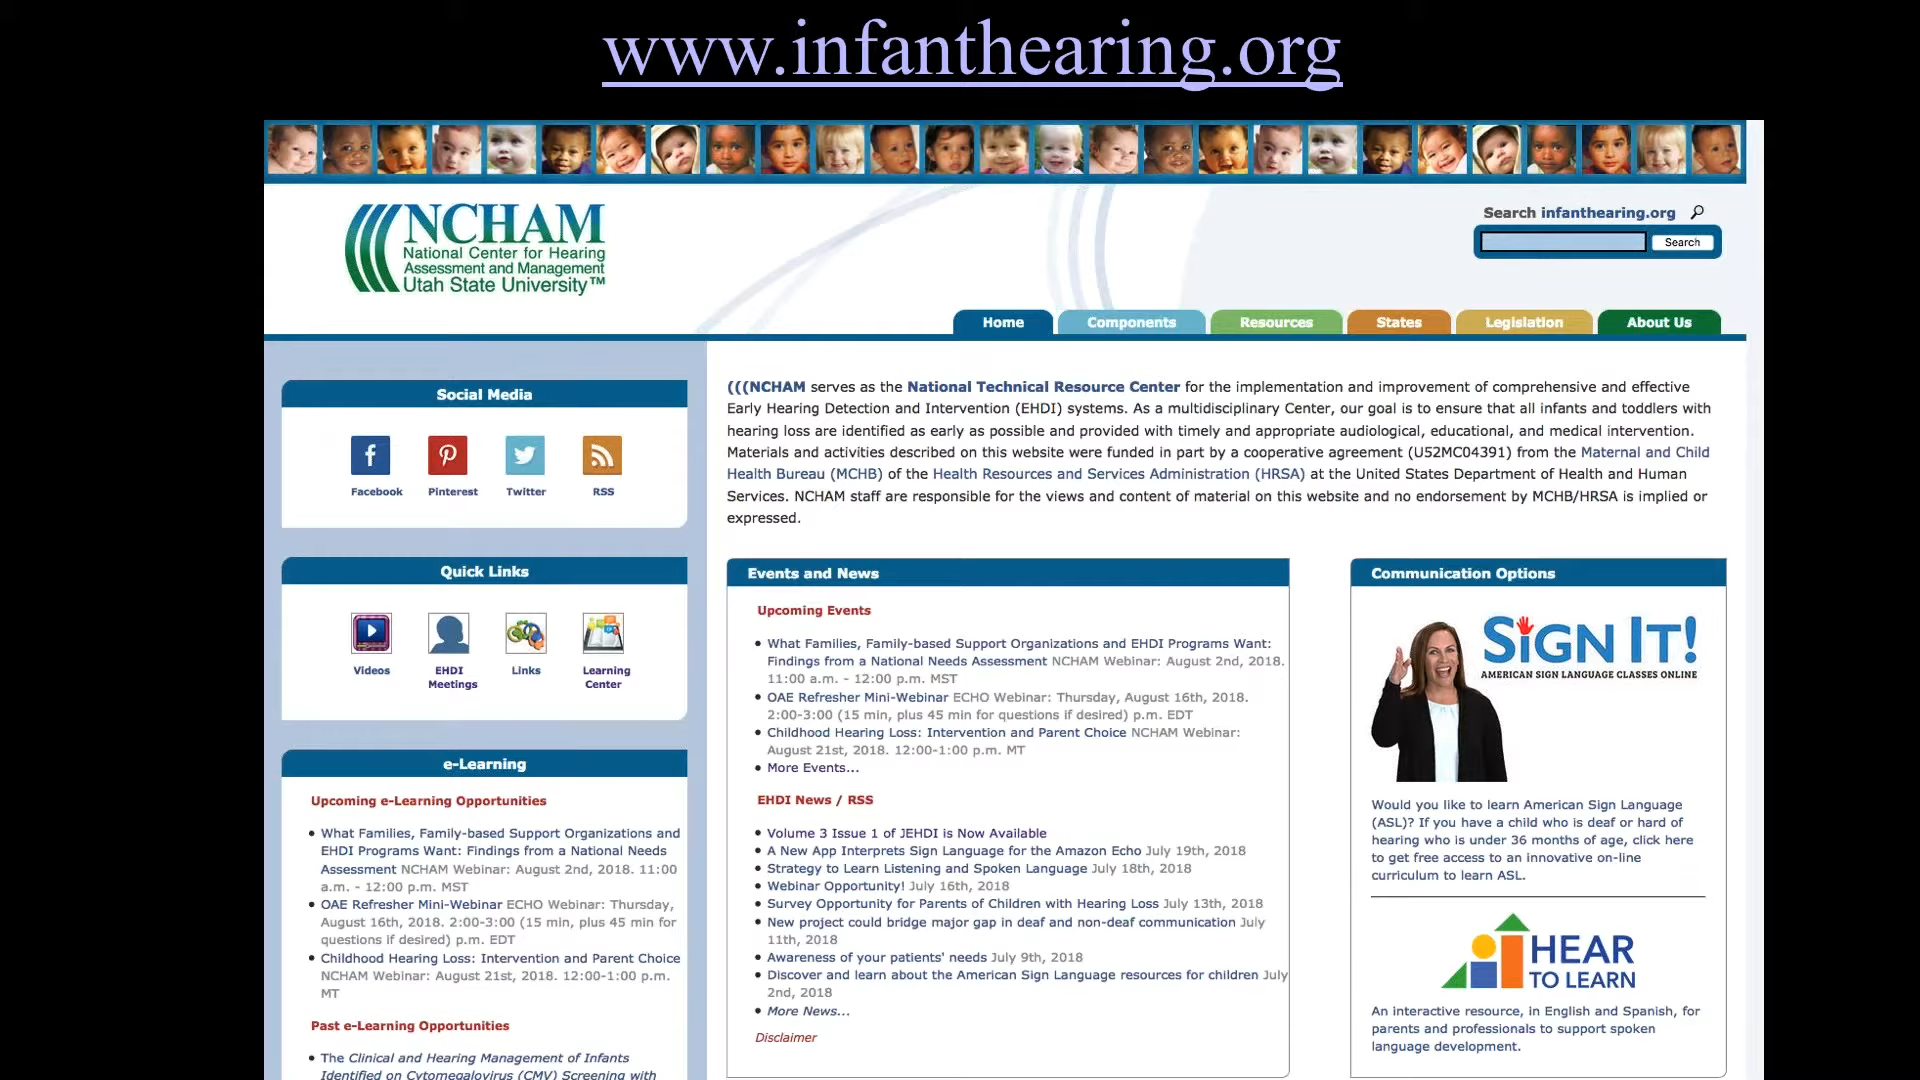 www.infanthearing.org
NCHAM
National Center for Hearing
Assessment and Management
Utah State University™
Search infanthearing.org
Search
Home
Components
Resources
States
Legislation
About Us
Social Media
Facebook
Pinterest
Twitter
RSS
Quick Links
Videos
EHDI
Meetings
Links
Learning
Center
e-Learning
Upcoming e-Learning Opportunities
• What Families, Family-based Support Organizations and
EHDI Programs Want: Findings from a National Needs
Assessment NCHAM Webinar: August 2nd, 2018. 11:00
a.m. - 12:00 p.m. MST
• OAE Refresher Mini-Webinar ECHO Webinar: Thursday,
August 16th, 2018. 2:00-3:00 (15 min, plus 45 min for
questions if desired) p.m. EDT
• Childhood Hearing Loss: Intervention and Parent Choice
NCHAM Webinar: August 21st, 2018. 12:00-1:00 p.m.
MT
Past e-Learning Opportunities
• The Clinical and Hearing Management of Infants
Identified on Cytomegalovirus (CMV) Screening with
(((NCHAM serves as the National Technical Resource Center for the implementation and improvement of comprehensive and effective
Early Hearing Detection and Intervention (EHDI) systems. As a multidisciplinary Center, our goal is to ensure that all infants and toddlers with
hearing loss are identified as early as possible and provided with timely and appropriate audiological, educational, and medical intervention.
Materials and activities described on this website were funded in part by a cooperative agreement (U52MC04391) from the Maternal and Child
Health Bureau (MCHB) of the Health Resources and Services Administration (HRSA) at the United States Department of Health and Human
Services. NCHAM staff are responsible for the views and content of material on this website and no endorsement by MCHB/HRSA is implied or
expressed.
Events and News
Upcoming Events
• What Families, Family-based Support Organizations and EHDI Programs Want:
Findings from a National Needs Assessment NCHAM Webinar: August 2nd, 2018.
11:00 a.m. - 12:00 p.m. MST
• OAE Refresher Mini-Webinar ECHO Webinar: Thursday, August 16th, 2018.
2:00-3:00 (15 min, plus 45 min for questions if desired) p.m. EDT
• Childhood Hearing Loss: Intervention and Parent Choice NCHAM Webinar:
August 21st, 2018. 12:00-1:00 p.m. MT
• More Events...
EHDI News / RSS
• Volume 3 Issue 1 of JEHDI is Now Available
• A New App Interprets Sign Language for the Amazon Echo July 19th, 2018
• Strategy to Learn Listening and Spoken Language July 18th, 2018
• Webinar Opportunity! July 16th, 2018
• Survey Opportunity for Parents of Children with Hearing Loss July 13th, 2018
• New project could bridge major gap in deaf and non-deaf communication July
11th, 2018
• Awareness of your patients' needs July 9th, 2018
• Discover and learn about the American Sign Language resources for children July
2nd, 2018
• More News...
Disclaimer
Communication Options
SIGN IT!
AMERICAN SIGN LANGUAGE CLASSES ONLINE
Would you like to learn American Sign Language
(ASL)? If you have a child who is deaf or hard of
hearing who is under 36 months of age, click here
to get free access to an innovative on-line
curriculum to learn ASL.
HEAR
TO LEARN
An interactive resource, in English and Spanish, for
parents and professionals to support spoken
language development.